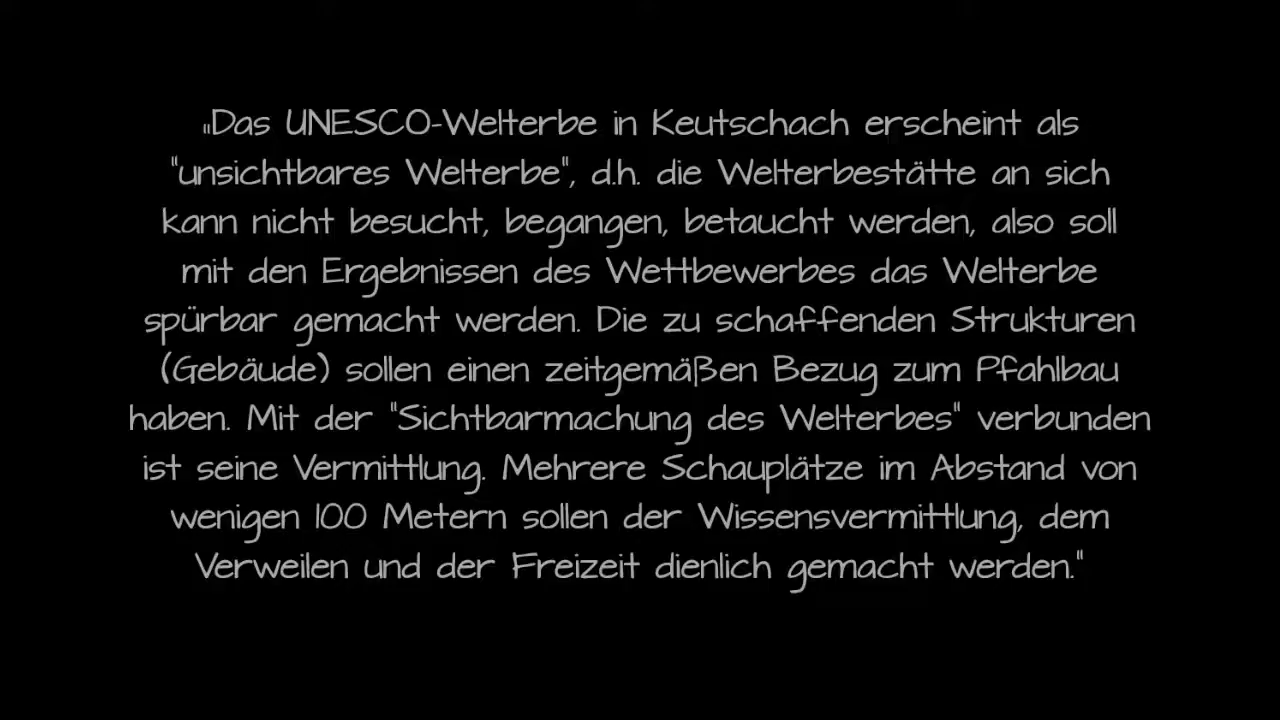 „Das UNESCO-Welterbe in Keutschach erscheint als
"unsichtbares Welterbe", d.h. die Welterbestätte an sich
kann nicht besucht, begangen, betaucht werden, also soll
mit den Ergebnissen des Wettbewerbes das Welterbe
spürbar gemacht werden. Die zu schaffenden Strukturen
(Gebäude) sollen einen zeitgemäßen Bezug zum Pfahlbau
haben. Mit der "Sichtbarmachung des Welterbes" verbunden
ist seine Vermittlung. Mehrere Schauplätze im Abstand von
wenigen 100 Metern sollen der Wissensvermittlung, dem
Verweilen und der Freizeit dienlich gemacht werden."